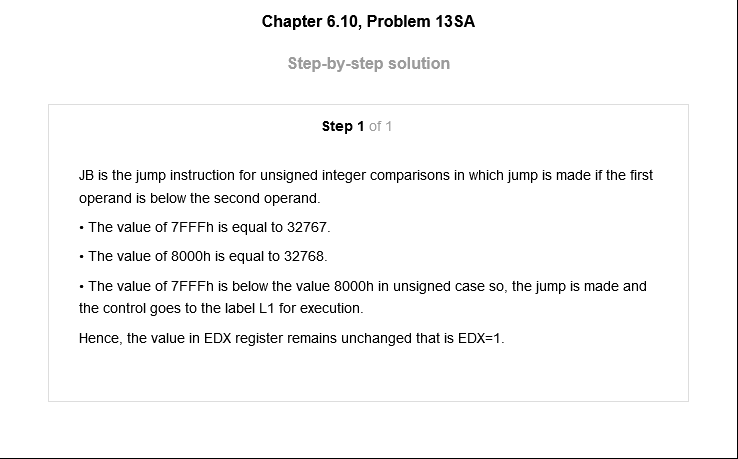 Chapter 6.10, Problem 13SA
Step-by-step solution
Step 1 of 1
JB is the jump instruction for unsigned integer comparisons in which jump is made if the first
operand is below the second operand.
• The value of 7FFFh is equal to 32767.
• The value of 8000h is equal to 32768.
• The value of 7FFFh is below the value 8000h in unsigned case so, the jump is made and
the control goes to the label L1 for execution.
Hence, the value in EDX register remains unchanged that is EDX=1.